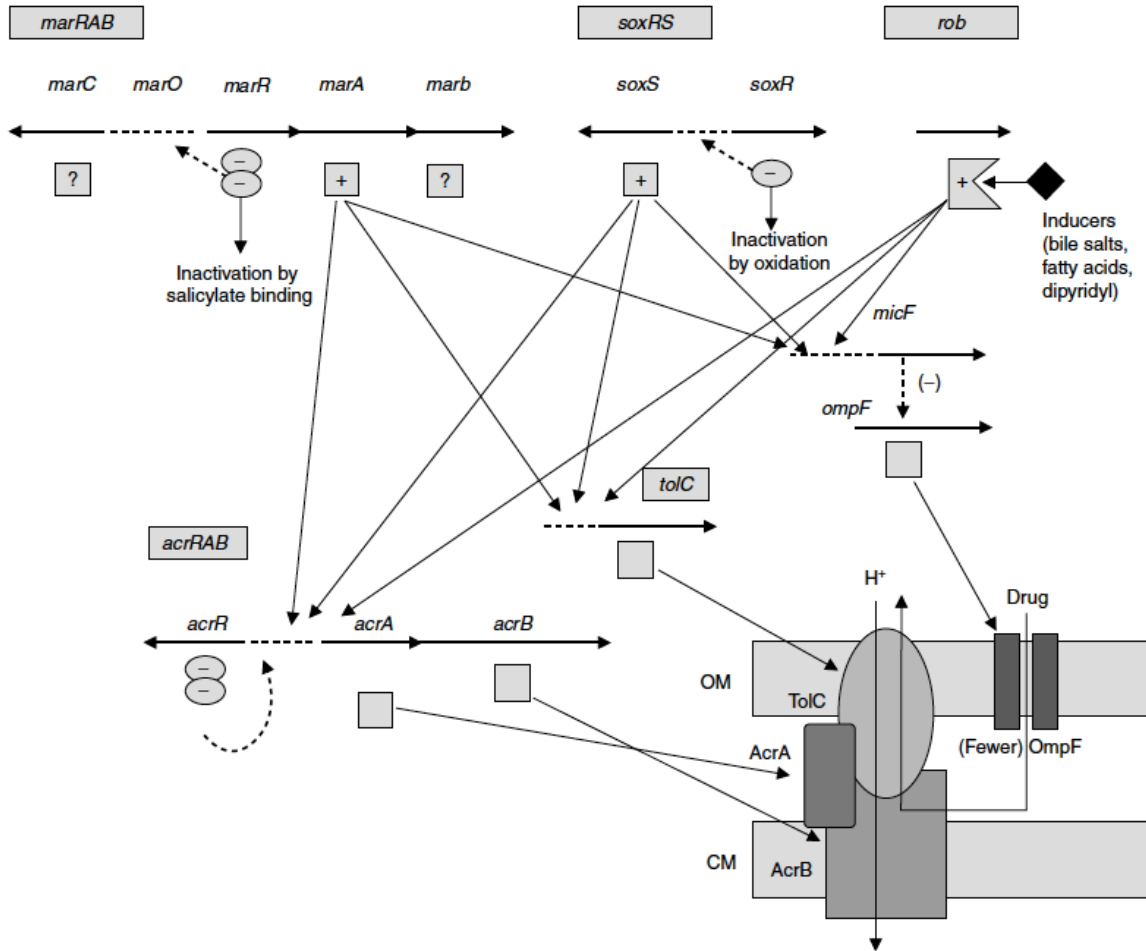 marRAB
soxRS
rob
marC
marO
marR
marA
marb
soxS
soxR
?
−
−
+
?
+
−
+
Inactivation by
salicylate binding
Inactivation
by oxidation
Inducers
(bile salts,
fatty acids,
dipyridyl)
micF
(−)
ompF
tolC
acrRAB
acrR
acrA
acrB
−
−
H+
Drug
OM
TolC
(Fewer) OmpF
AcrA
CM
AcrB